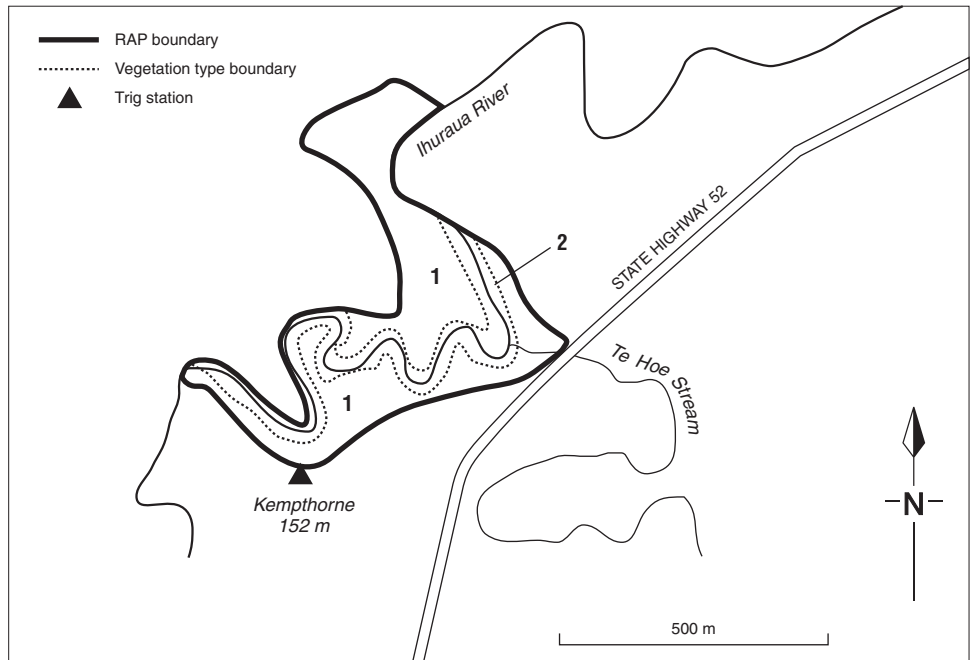 RAP boundary
Vegetation type boundary
Trig station
Ihuraua River
STATE HIGHWAY 52
2
1
Te Hoe Stream
1
Kempthorne
152 m
N
500 m